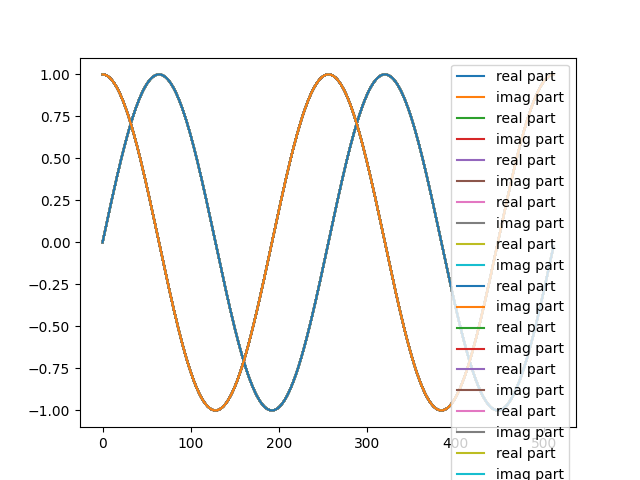 1.00
0.75
0.50
0.25
0.00
−0.25
−0.50
−0.75
−1.00
0
100
200
300
400
500
real part
imag part
real part
imag part
real part
imag part
real part
imag part
real part
imag part
real part
imag part
real part
imag part
real part
imag part
real part
imag part
real part
imag part